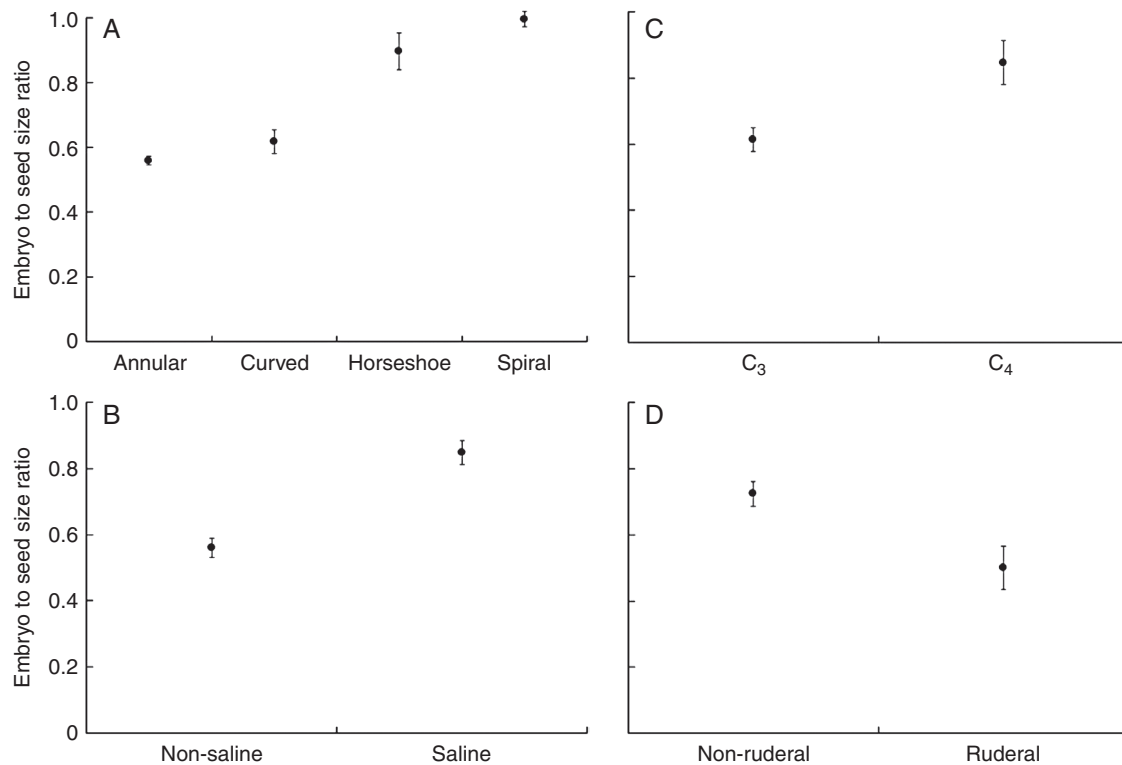 A
Embryo to seed size ratio
1.0
0.8
0.6
0.4
0.2
0
Annular Curved Horseshoe Spiral
C
C₃ C₄
B
Embryo to seed size ratio
1.0
0.8
0.6
0.4
0.2
0
Non-saline Saline
D
Non-ruderal Ruderal